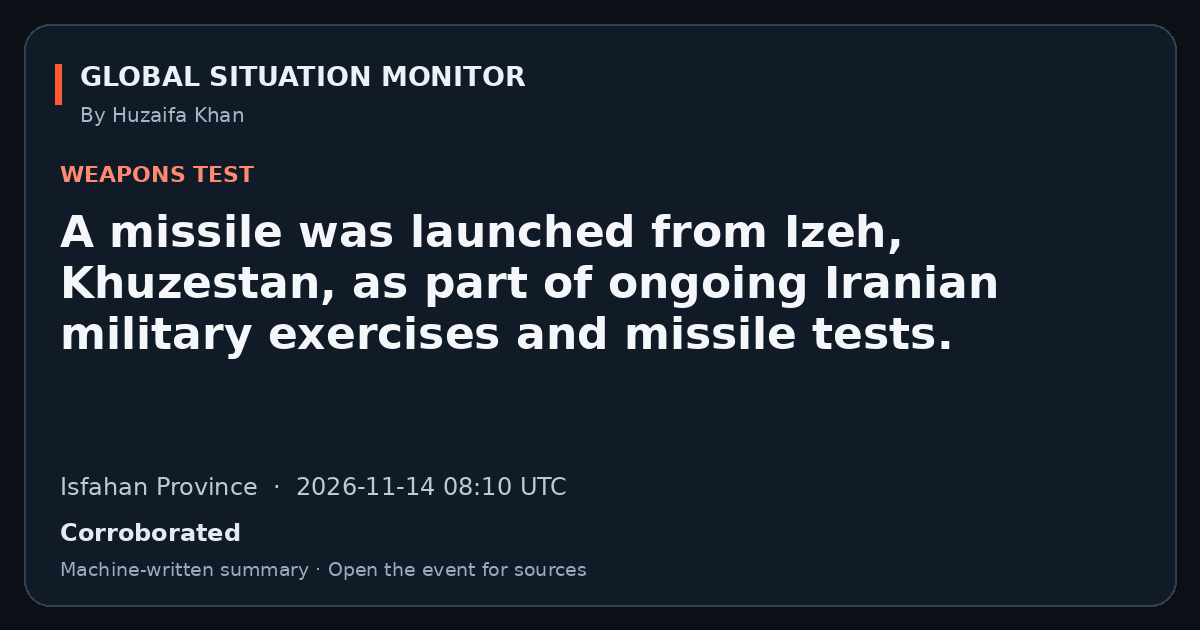 GLOBAL SITUATION MONITOR
By Huzaifa Khan
WEAPONS TEST
A missile was launched from Izeh,
Khuzestan, as part of ongoing Iranian
military exercises and missile tests.
Isfahan Province · 2026-11-14 08:10 UTC
Corroborated
Machine-written summary · Open the event for sources